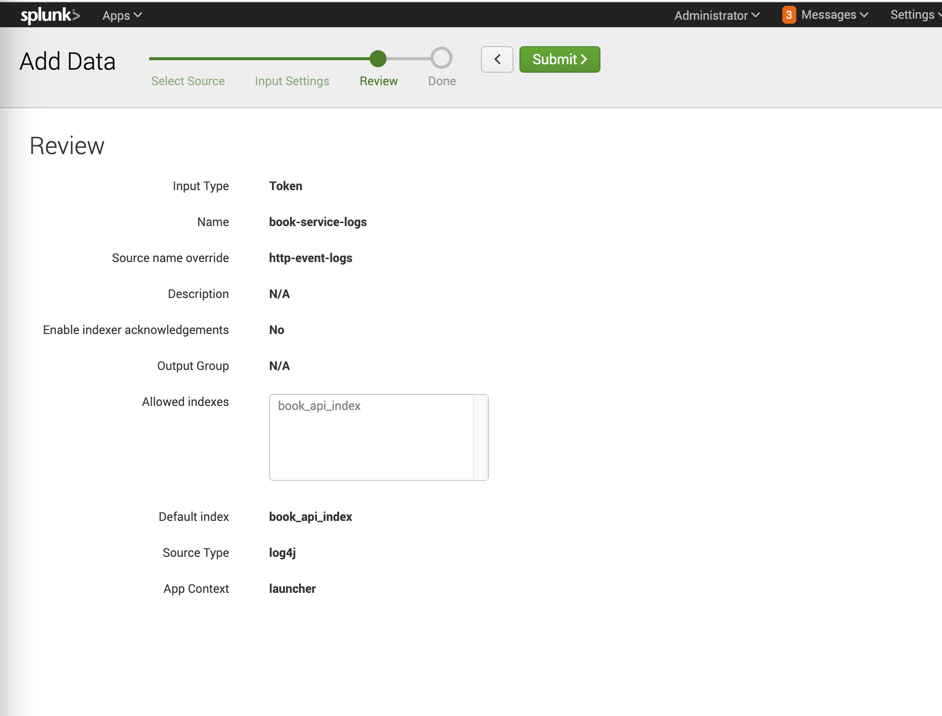 splunk> Apps Administrator 3 Messages Settings
Add Data
Select Source Input Settings Review Done
Submit >
Review
Input Type Token
Name book-service-logs
Source name override http-event-logs
Description N/A
Enable indexer acknowledgements No
Output Group N/A
Allowed indexes book_api_index
Default index book_api_index
Source Type log4j
App Context launcher